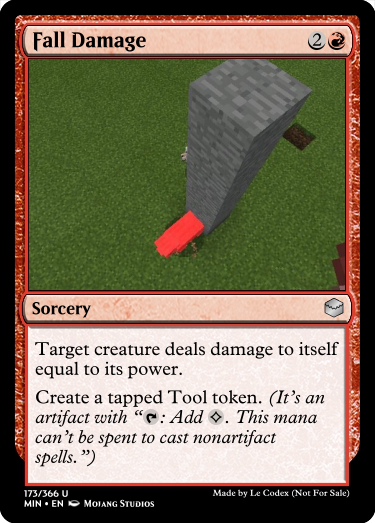 Fall Damage 2
Sorcery
Target creature deals damage to itself
equal to its power.
Create a tapped Tool token. (It's an
artifact with “: Add . This mana
can't be spent to cast nonartifact
spells.”)
173/366 U
MIN • EN Mojang Studios
Made by Le Codex (Not For Sale)